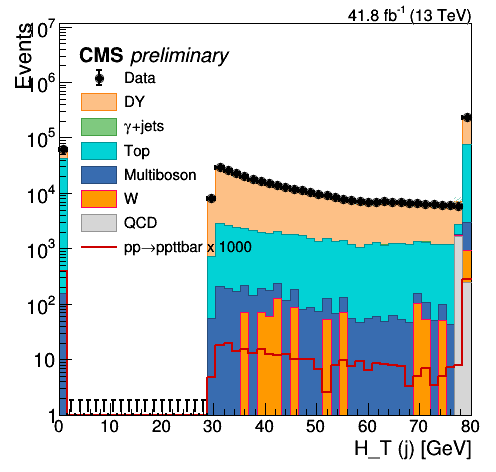 41.8 fb⁻¹ (13 TeV)
Events
CMS preliminary
Data
DY
γ+jets
Top
Multiboson
W
QCD
pp→ppttbar x 1000
10⁷
10⁶
10⁵
10⁴
10³
10²
10
1
0 10 20 30 40 50 60 70 80
H_T (j) [GeV]